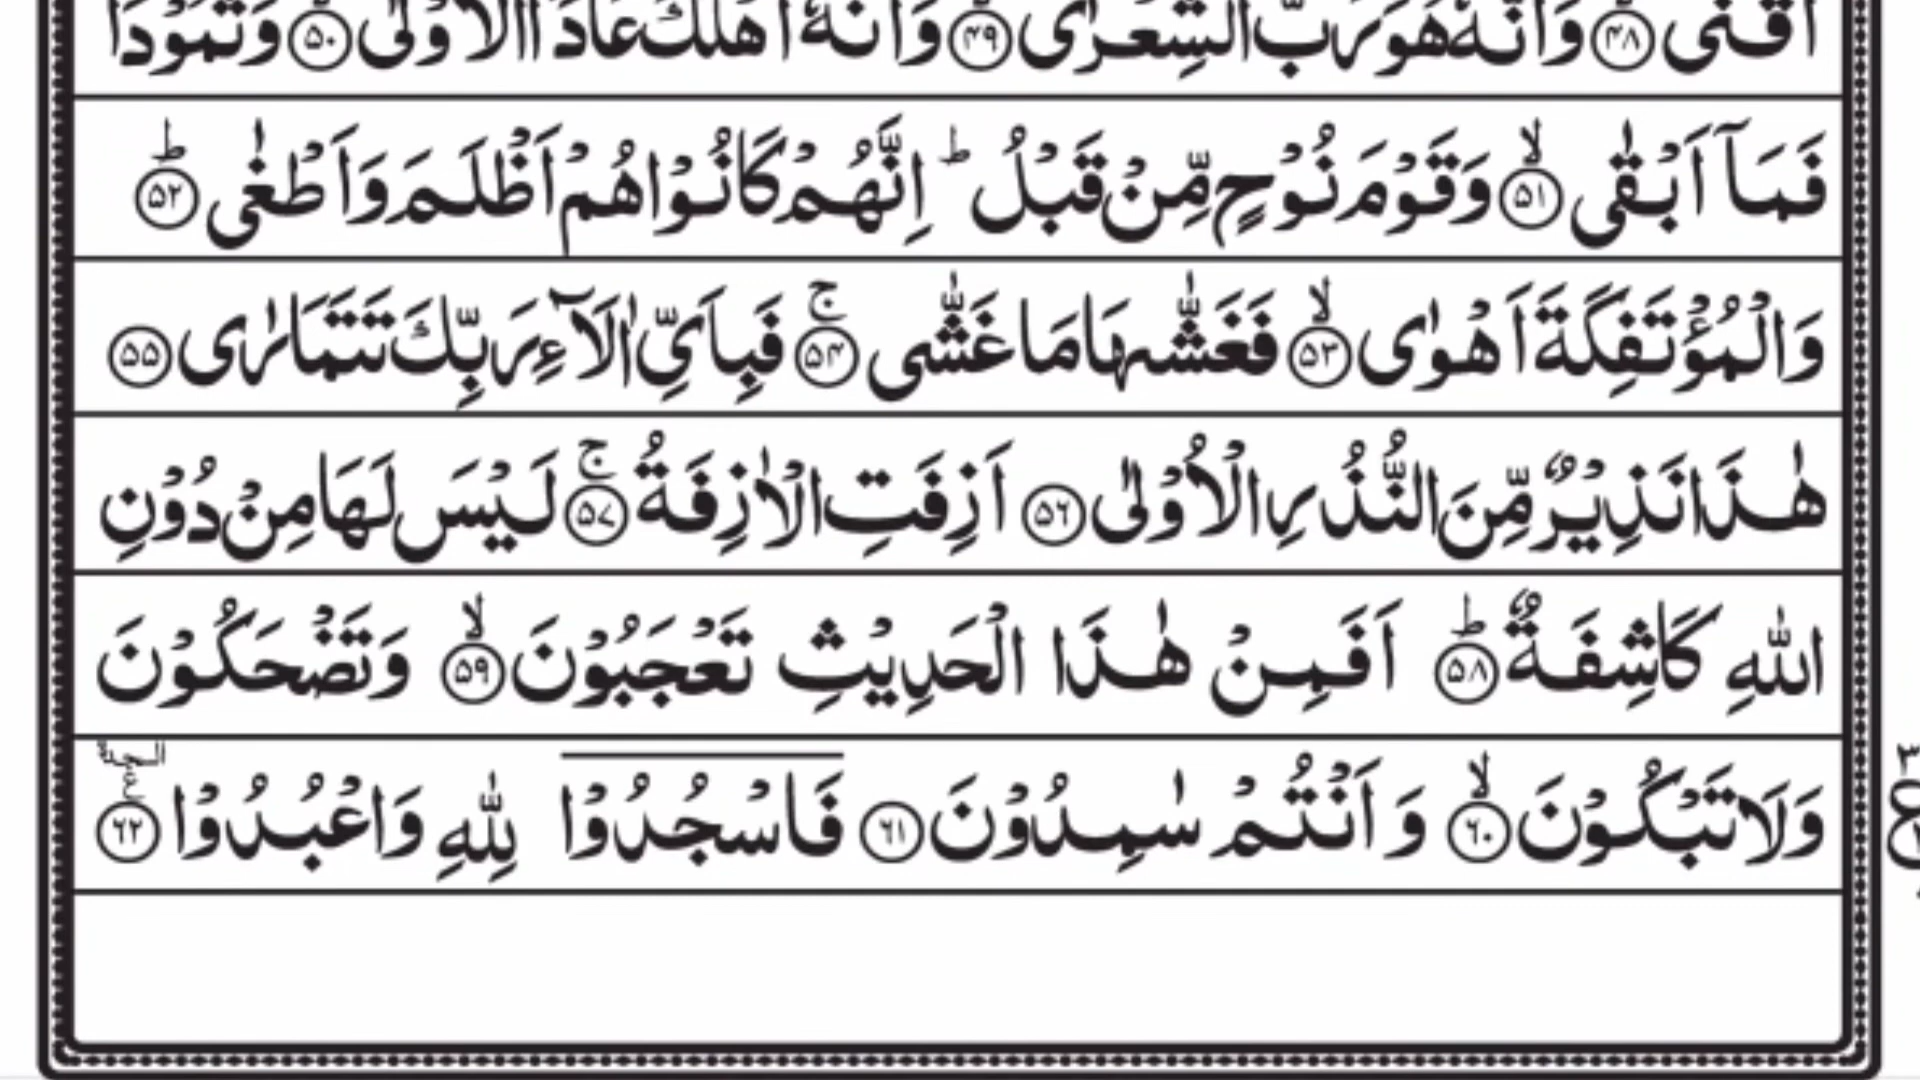 اَقْنٰى ﴿۴۸﴾ وَاَنَّهٗ هُوَ رَبُّ الشِّعْرٰى ﴿۴۹﴾ وَاَنَّهٗۤ اَهْلَكَ عَادَاۨ الْاُوْلٰى ﴿۵۰﴾ وَثَمُوْدَا۟
فَمَاۤ اَبْقٰى ﴿ۙ۵۱﴾ وَقَوْمَ نُوْحٍ مِّنْ قَبْلُ ؕ اِنَّهُمْ كَانُوْا هُمْ اَظْلَمَ وَاَطْغٰى ﴿ؕ۵۲﴾
وَالْمُؤْتَفِكَةَ اَهْوٰى ﴿ۙ۵۳﴾ فَغَشّٰىهَا مَا غَشّٰى ﴿ۚ۵۴﴾ فَبِاَيِّ اٰلَآءِ رَبِّكَ تَتَمَارٰى ﴿۵۵﴾
هٰذَا نَذِيْرٌ مِّنَ النُّذُرِ الْاُوْلٰى ﴿۵۶﴾ اَزِفَتِ الْاٰزِفَةُ ﴿ۚ۵۷﴾ لَيْسَ لَهَا مِنْ دُوْنِ
اللّٰهِ كَاشِفَةٌ ﴿ؕ۵۸﴾ اَفَمِنْ هٰذَا الْحَدِيْثِ تَعْجَبُوْنَ ﴿ۙ۵۹﴾ وَتَضْحَكُوْنَ
وَلَا تَبْكُوْنَ ﴿ۙ۶۰﴾ وَاَنْتُمْ سٰمِدُوْنَ ﴿۶۱﴾ فَاسْجُدُوْا لِلّٰهِ وَاعْبُدُوْا ﴿۶۲﴾ السجدة